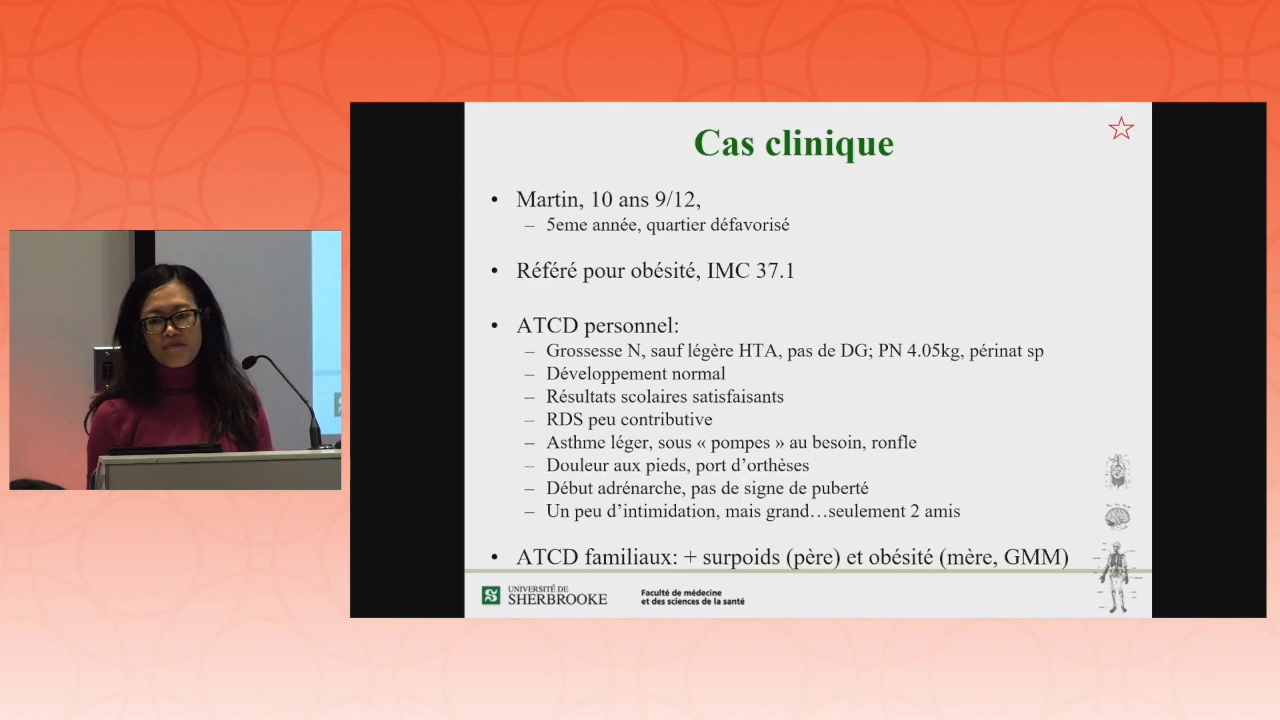 Cas clinique
• Martin, 10 ans 9/12,
– 5eme année, quartier défavorisé
• Référé pour obésité, IMC 37.1
• ATCD personnel:
– Grossesse N, sauf légère HTA, pas de DG; PN 4.05kg, périnat sp
– Développement normal
– Résultats scolaires satisfaisants
– RDS peu contributive
– Asthme léger, sous « pompes » au besoin, ronfle
– Douleur aux pieds, port d’orthèses
– Début adrénarche, pas de signe de puberté
– Un peu d’intimidation, mais grand…seulement 2 amis
• ATCD familiaux: + surpoids (père) et obésité (mère, GMM)
UNIVERSITÉ DE
SHERBROOKE
Faculté de médecine
et des sciences de la santé